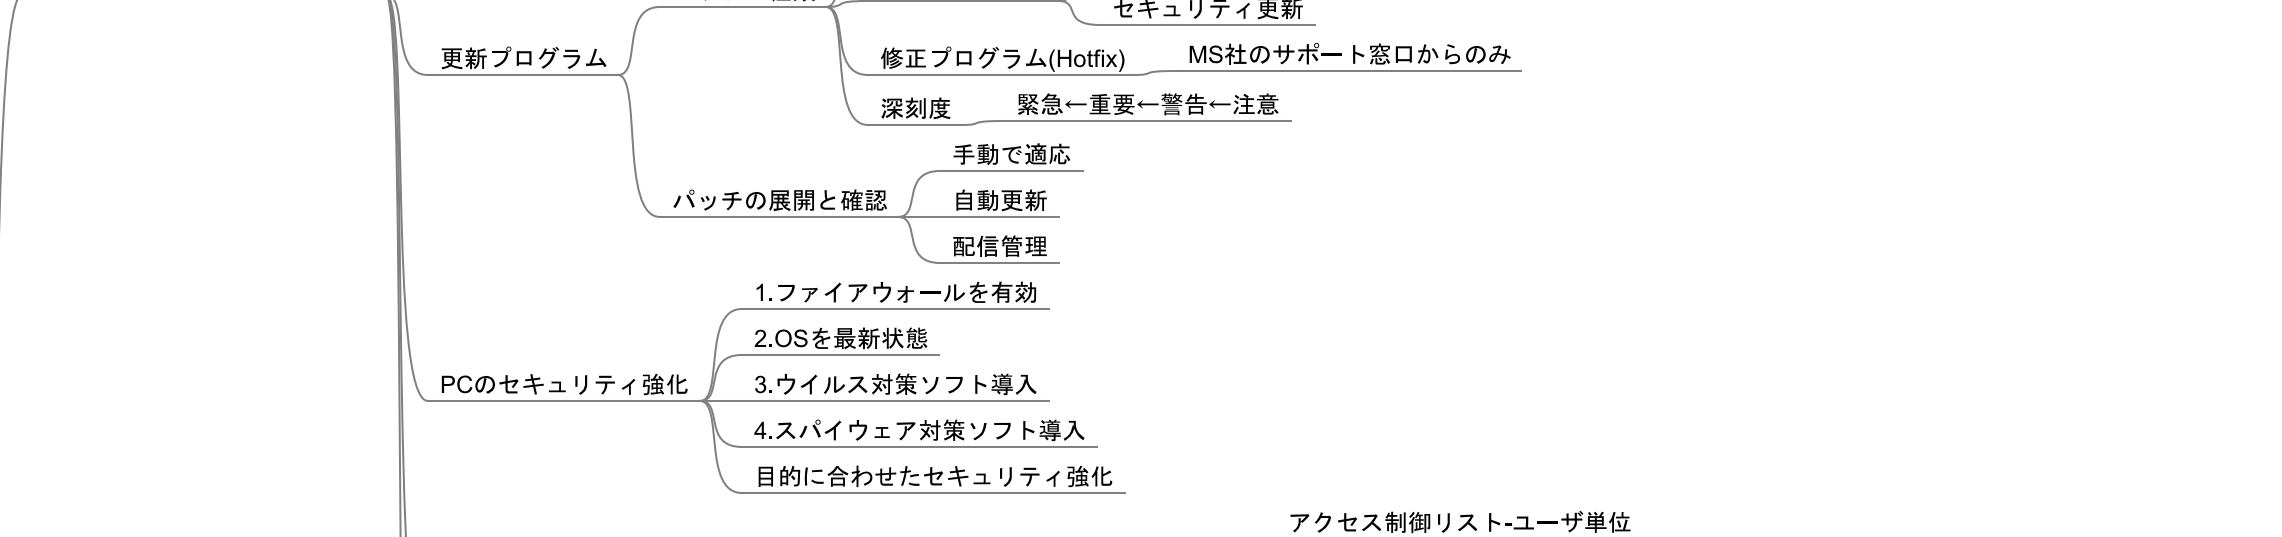 セキュリティ更新
更新プログラム
修正プログラム(Hotfix)
MS社のサポート窓口からのみ
深刻度
緊急←重要←警告←注意
パッチの展開と確認
手動で適応
自動更新
配信管理
PCのセキュリティ強化
1.ファイアウォールを有効
2.OSを最新状態
3.ウイルス対策ソフト導入
4.スパイウェア対策ソフト導入
目的に合わせたセキュリティ強化
アクセス制御リスト-ユーザ単位